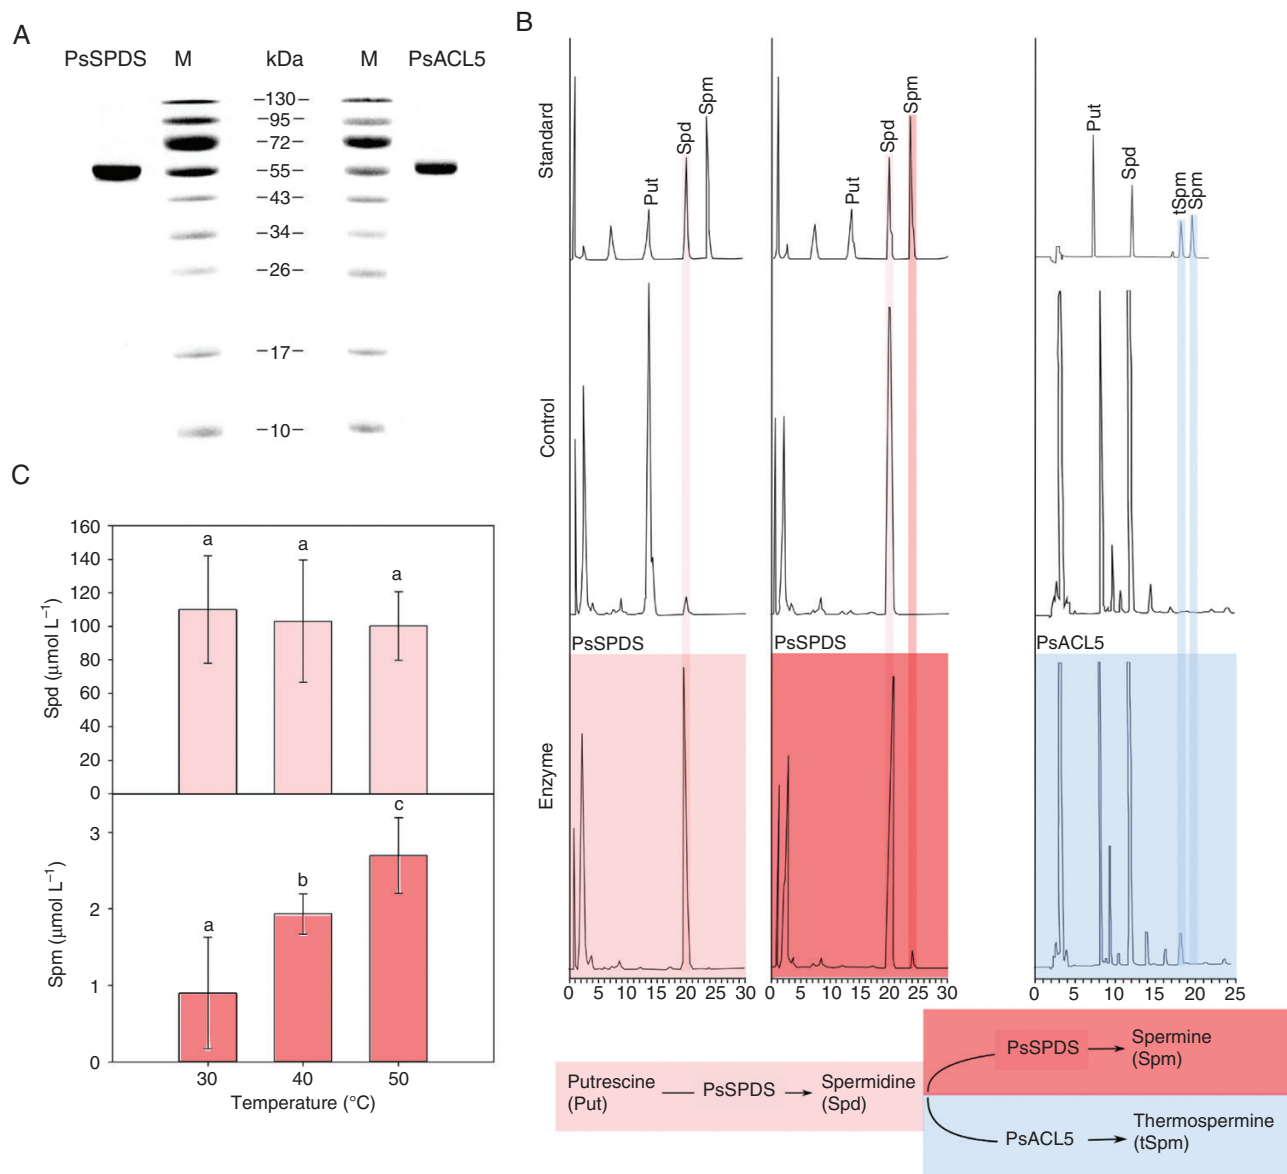 A
PsSPDS M kDa M PsACL5
–130–
–95–
–72–
–55–
–43–
–34–
–26–
–17–
–10–
B
Standard
Put
Spd
Spm
Put
Spd
Spm
Put
Spd
tSpm
Spm
Control
Enzyme
PsSPDS
PsSPDS
PsACL5
0 5 10 15 20 25 30
0 5 10 15 20 25 30
0 5 10 15 20 25
C
Spd (µmol L⁻¹)
160
140
120
100
80
60
40
20
0
a
a
a
Spm (µmol L⁻¹)
3
2
1
0
a
b
c
30 40 50
Temperature (°C)
Putrescine
(Put)
PsSPDS
Spermidine
(Spd)
PsSPDS
Spermine
(Spm)
PsACL5
Thermospermine
(tSpm)